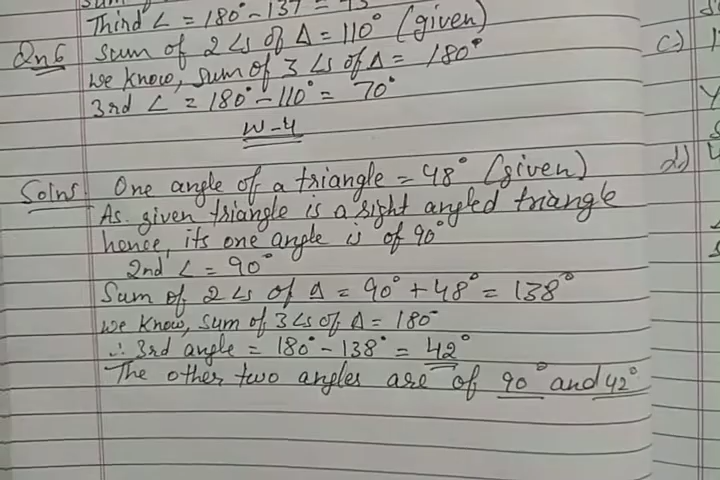 Third ∠ = 180° - 137 =
Qn6 Sum of 2 ∠s of Δ = 110° (given)
we know, sum of 3 ∠s of Δ = 180°
3rd ∠ = 180° - 110° = 70°
W-4
Solns. One angle of a triangle = 48° (given)
As given triangle is a right angled triangle
hence, its one angle is of 90°
2nd ∠ = 90°
Sum of 2 ∠s of Δ = 90° + 48° = 138°
we know, sum of 3 ∠s of Δ = 180°
∴ 3rd angle = 180° - 138° = 42°
The other two angles are of 90° and 42°
c)
d)